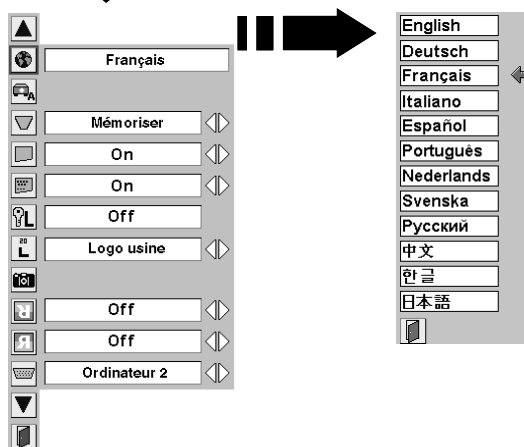 Français
Mémoriser
On
On
Off
Logo usine
Off
Off
Ordinateur 2
English
Deutsch
Français
Italiano
Español
Português
Nederlands
Svenska
Русский
中文
한글
日本語